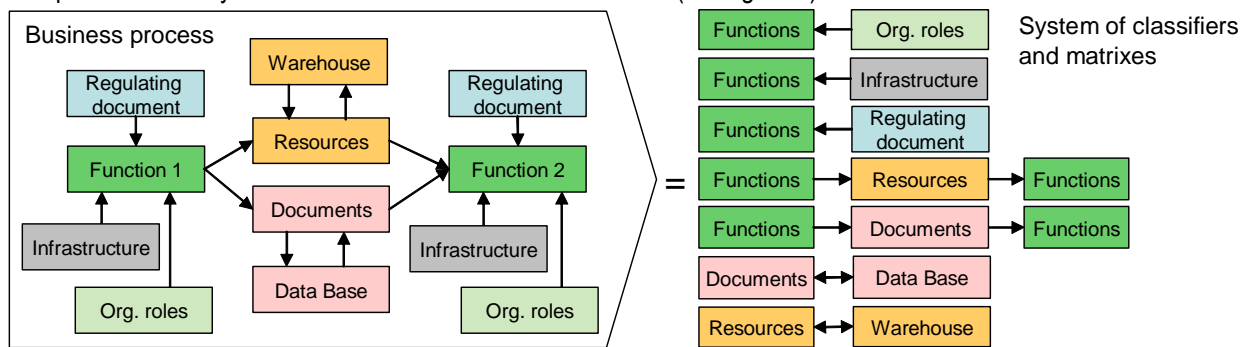 Business process
Warehouse
Regulating
document
Regulating
document
Resources
Function 1
Function 2
Documents
Infrastructure
Infrastructure
Data Base
Org. roles
Org. roles
=
Functions
Org. roles
System of classifiers
and matrixes
Functions
Infrastructure
Functions
Regulating
document
Functions
Resources
Functions
Functions
Documents
Functions
Documents
Data Base
Resources
Warehouse